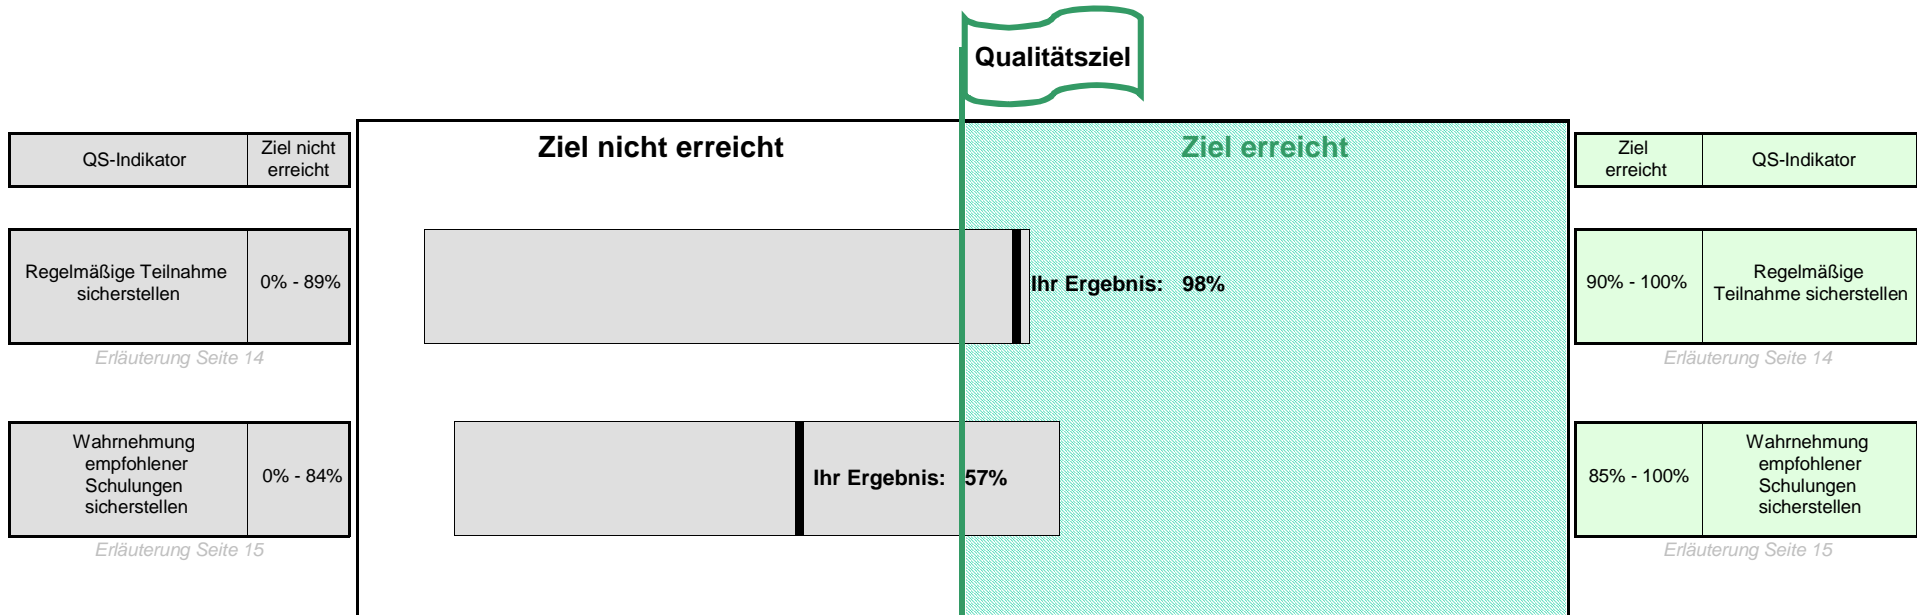 Qualitätsziel
Ziel nicht erreicht
Ziel erreicht
QS-Indikator
Ziel nicht
erreicht
Ziel
erreicht
QS-Indikator
Regelmäßige Teilnahme
sicherstellen
0% - 89%
Ihr Ergebnis: 98%
90% - 100%
Regelmäßige
Teilnahme sicherstellen
Erläuterung Seite 14
Erläuterung Seite 14
Wahrnehmung
empfohlener
Schulungen
sicherstellen
0% - 84%
Ihr Ergebnis: 57%
85% - 100%
Wahrnehmung
empfohlener
Schulungen
sicherstellen
Erläuterung Seite 15
Erläuterung Seite 15